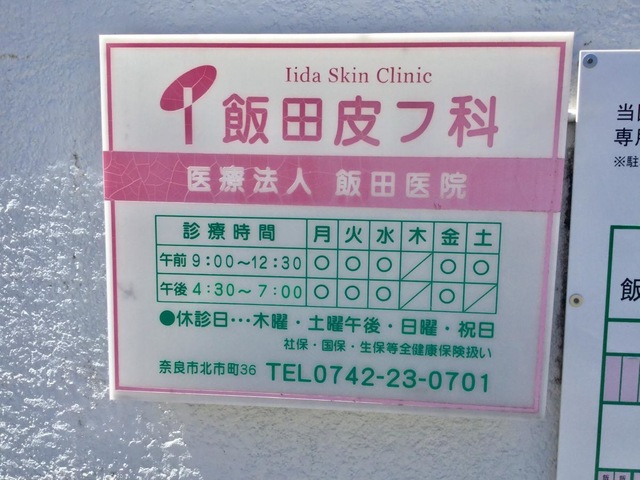 Iida Skin Clinic
飯田皮フ科
医療法人 飯田医院
診療時間 月 火 水 木 金 土
午前 9:00〜12:30 ○ ○ ○ ／ ○ ○
午後 4:30〜7:00 ○ ○ ○ ／ ○ ／
●休診日…木曜・土曜午後・日曜・祝日
社保・国保・生保等全健康保険扱い
奈良市北市町36 TEL0742-23-0701
専用
※駐
飯